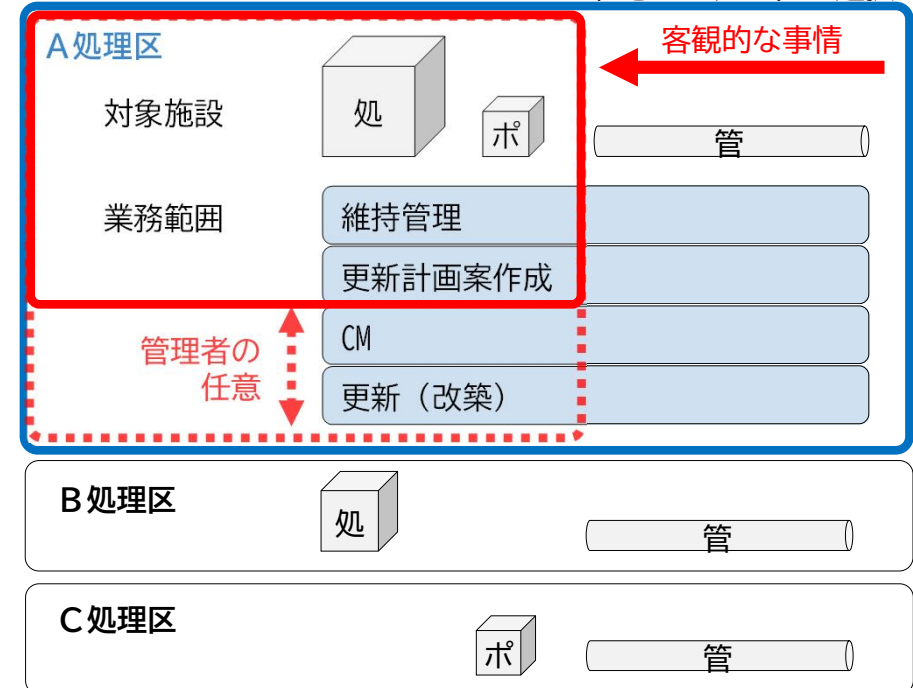 A処理区
客観的な事情
対象施設
処
ポ
管
業務範囲
維持管理
更新計画案作成
管理者の
任意
CM
更新（改築）
B処理区
処
管
C処理区
ポ
管